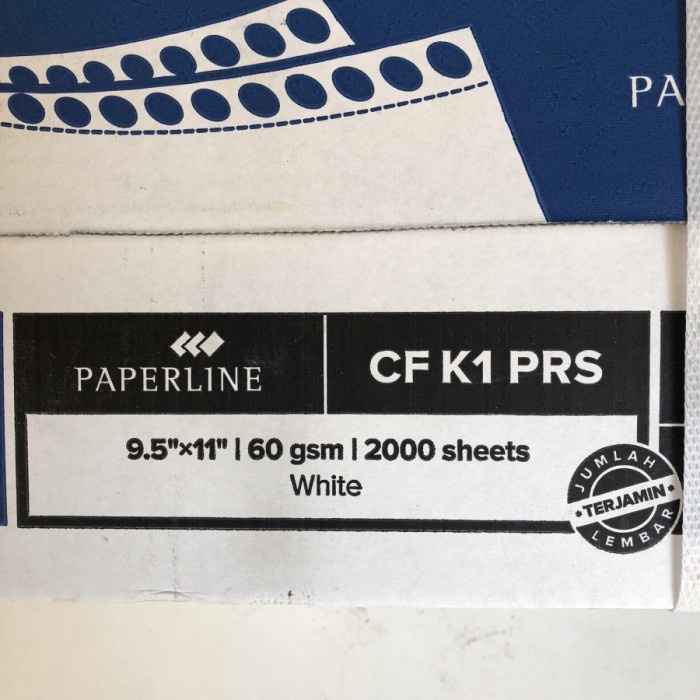 PA
PAPERLINE
CF K1 PRS
9.5"×11" | 60 gsm | 2000 sheets
White
JUMLAH
*TERJAMIN*
LEMBAR